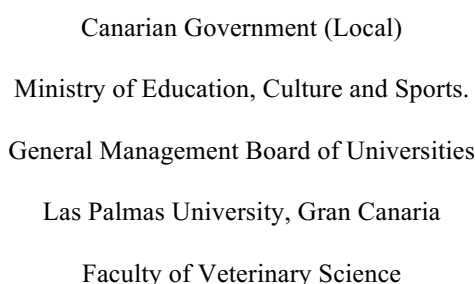 Canarian Government (Local)
Ministry of Education, Culture and Sports.
General Management Board of Universities
Las Palmas University, Gran Canaria
Faculty of Veterinary Science